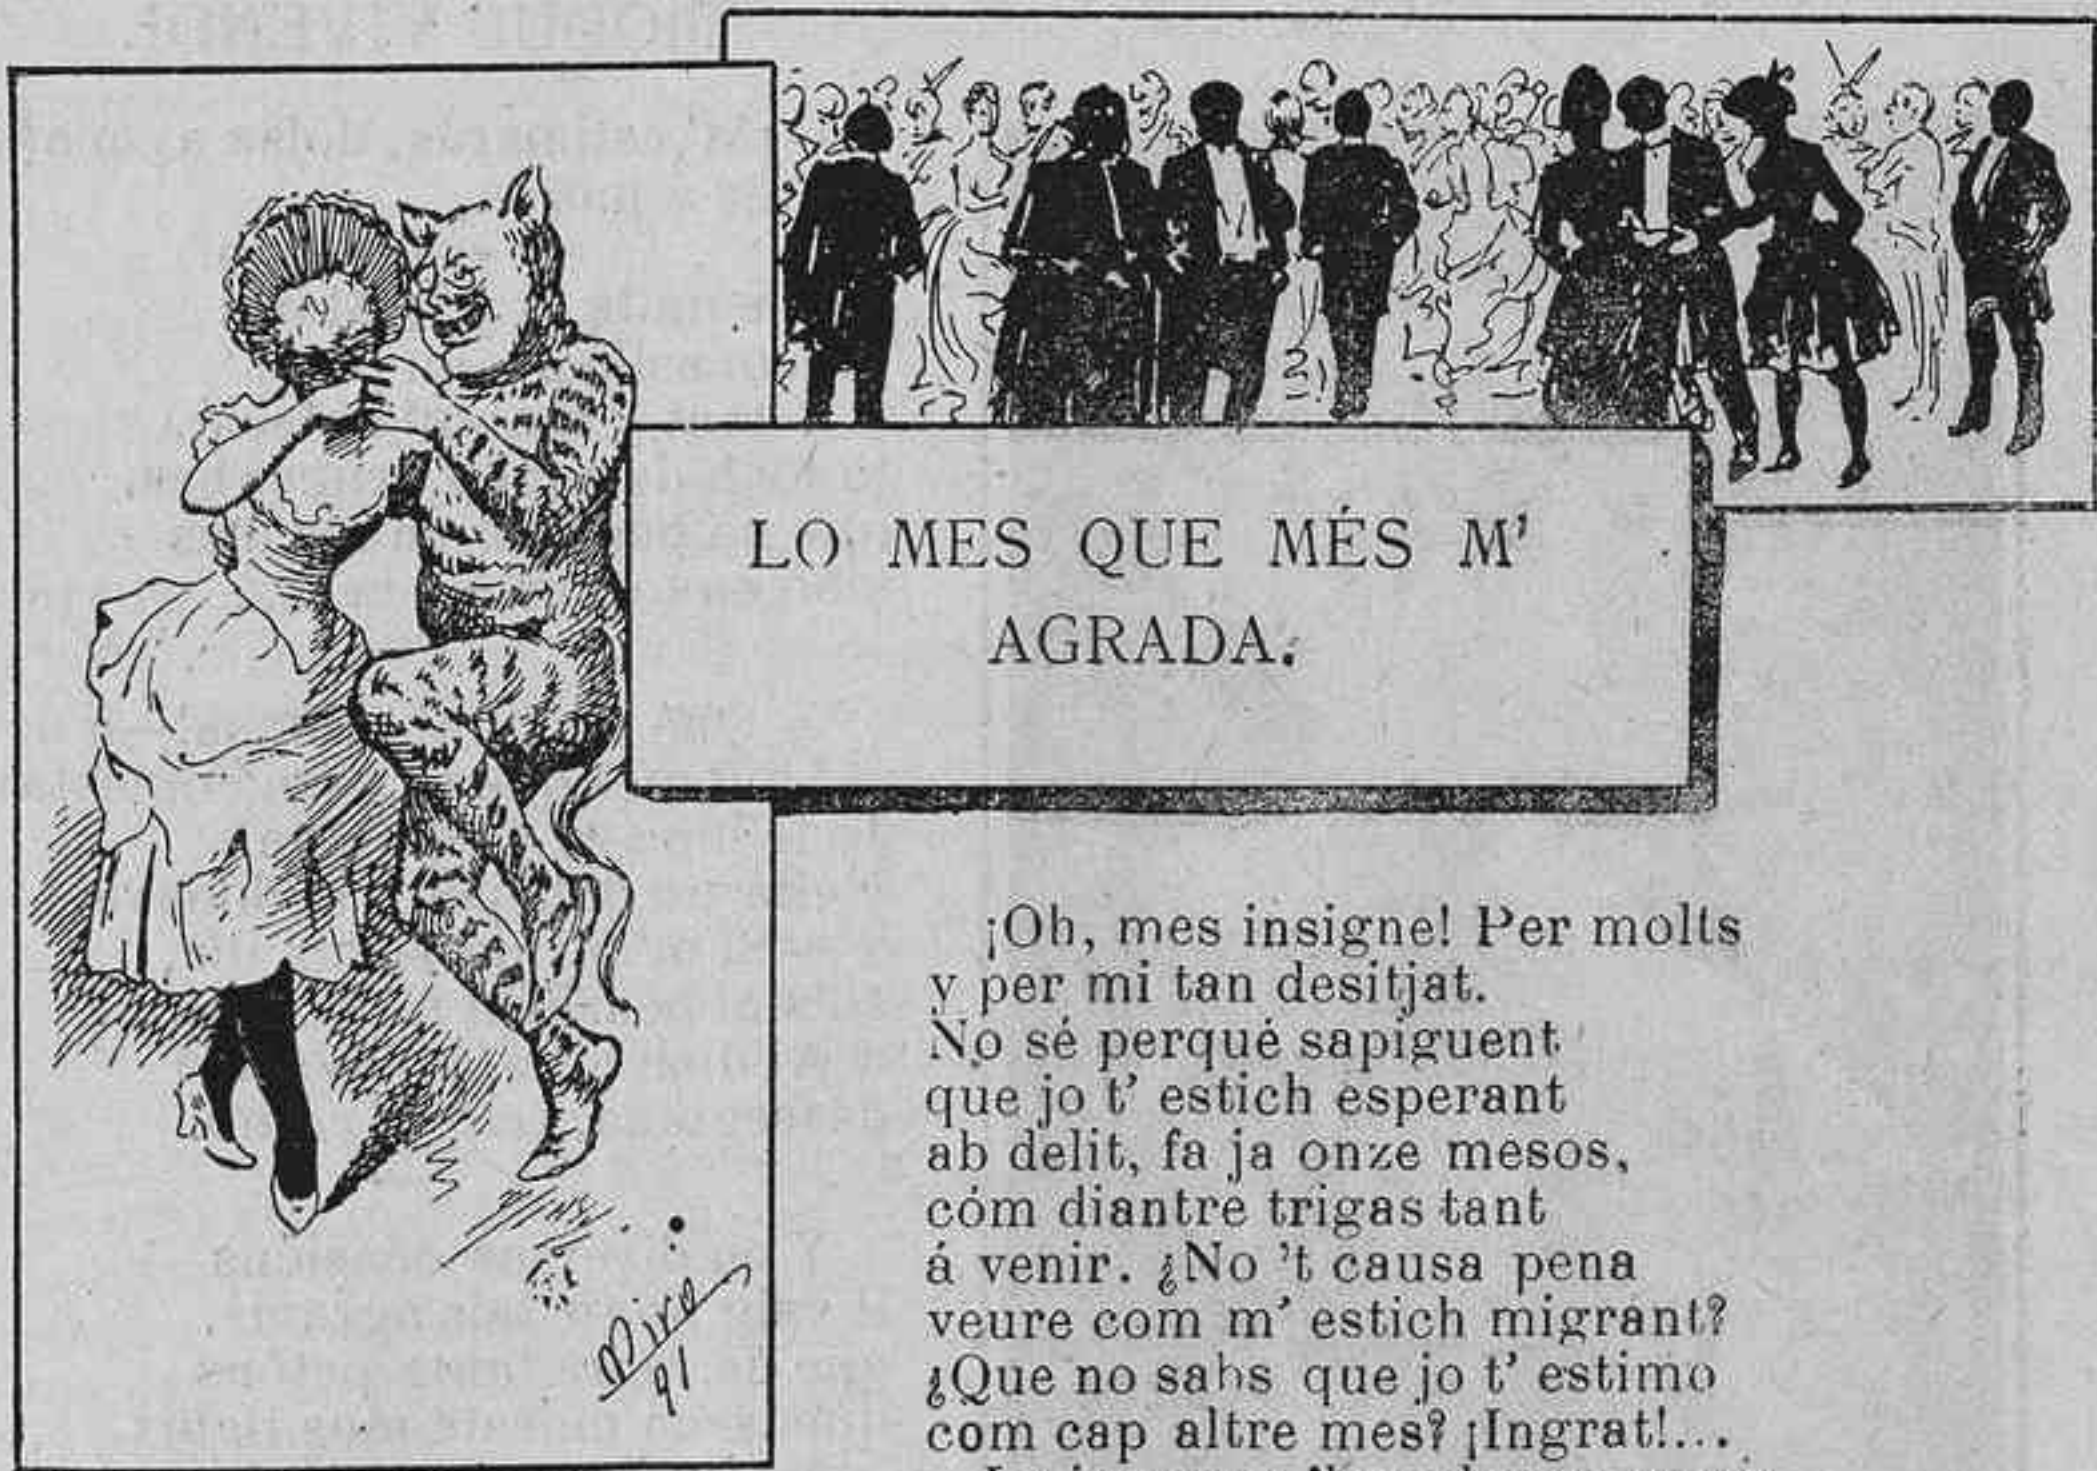 LO MES QUE MÉS M'
AGRADA.
¡Oh, mes insigne! Per molts
y per mi tan desitjat.
No sé perqué sapiguent
que jo t' estich esperant
ab delit, fa ja onze mesos,
cóm diantre trigas tant
á venir. ¿No 't causa pena
veure com m' estich migrant?
¿Que no sabs que jo t' estimo
com cap altre mes? ¡Ingrat!...
Miró
91